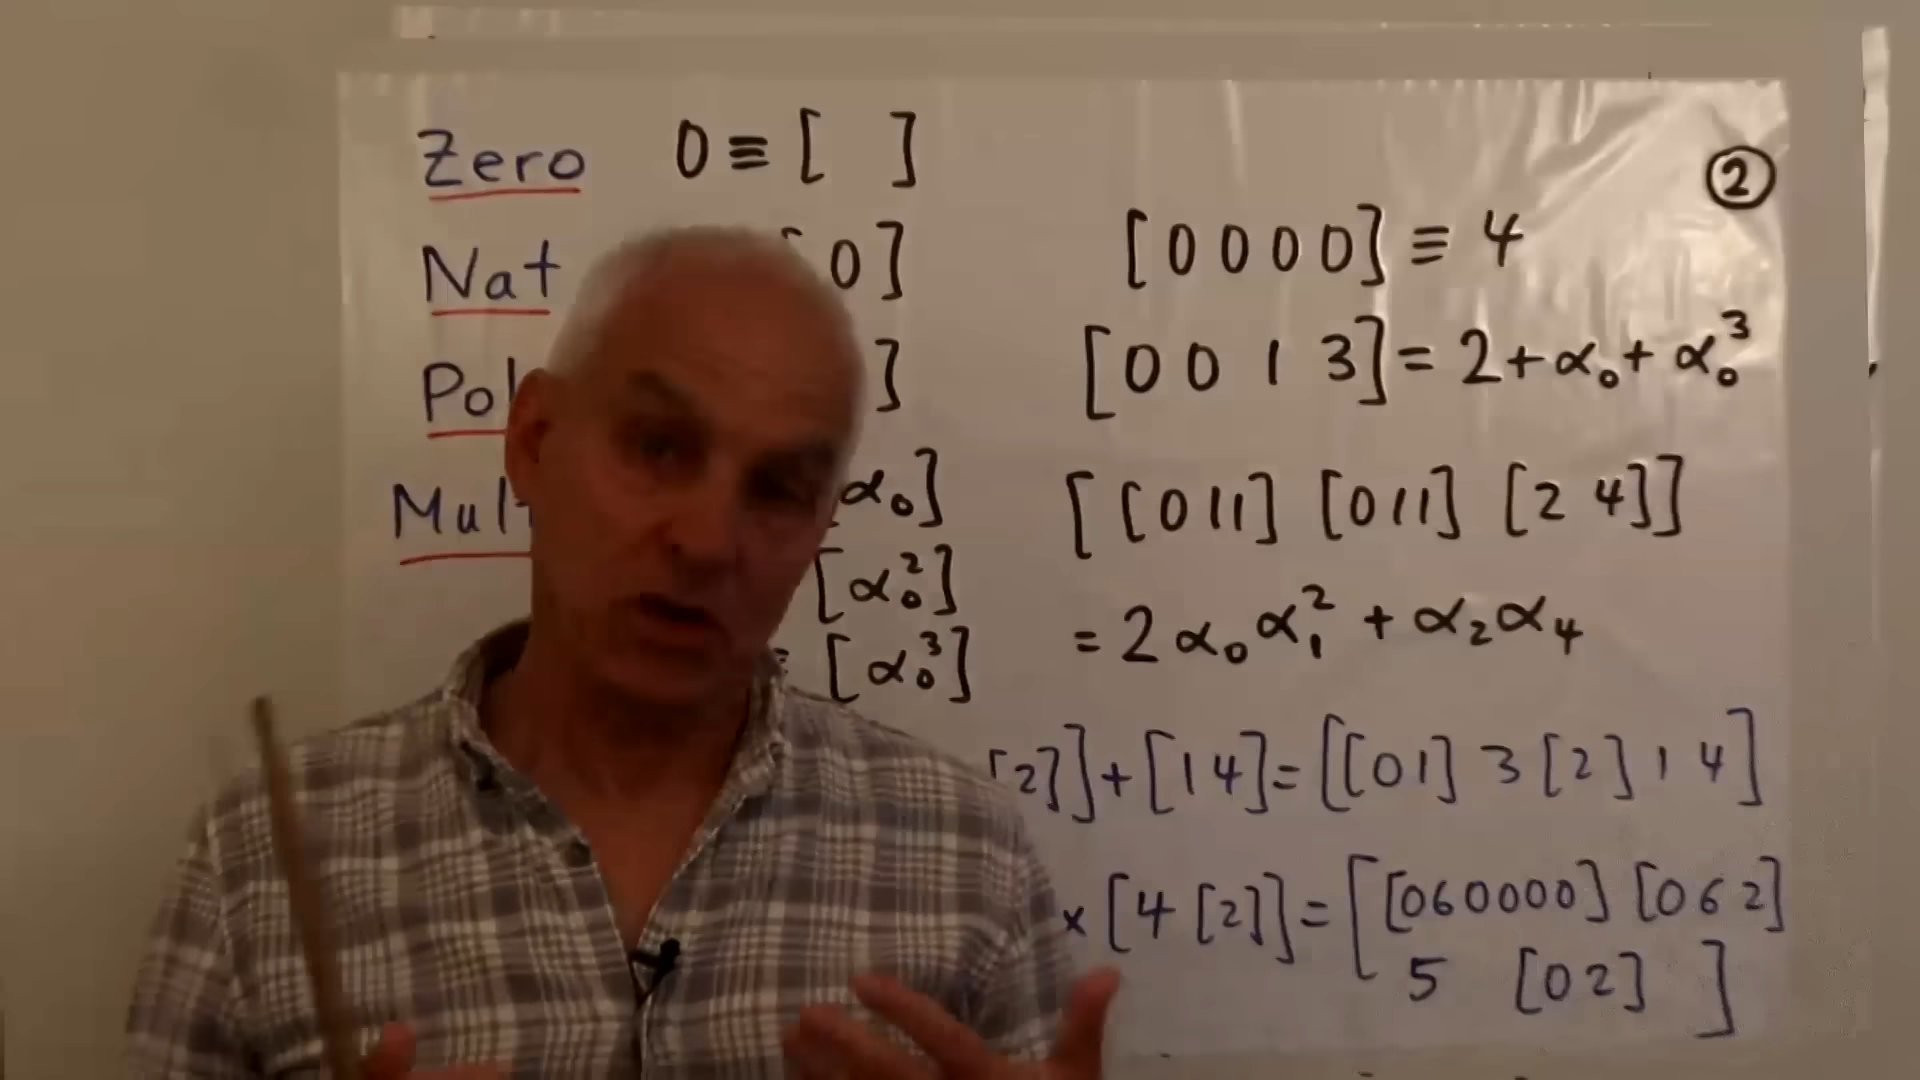 Zero 0 ≡ [ ]
②
Nat 0]
[0 0 0 0] ≡ 4
]
[0 0 1 3] = 2 + α₀ + α₀³
α₀]
[[0 1 1] [0 1 1] [2 4]]
[α₀²]
= 2α₀α₁² + α₂α₄
[α₀³]
[2]] + [1 4] = [[0 1] 3 [2] 1 4]
× [4 [2]] = [[0 6 0 0 0 0] [0 6 2]
5 [0 2] ]